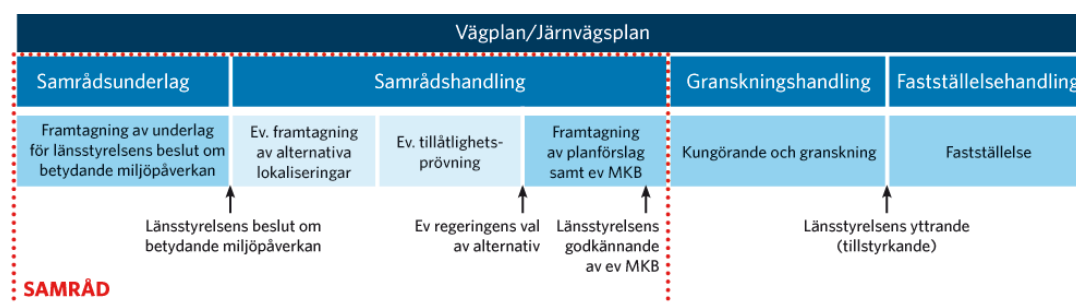 Vägplan/Järnvägsplan
Samrådsunderlag
Samrådshandling
Granskningshandling
Fastställelsehandling
Framtagning av underlag
för länsstyrelsens beslut om
betydande miljöpåverkan
Ev. framtagning
av alternativa
lokaliseringar
Ev. tillåtlighets-
prövning
Framtagning
av planförslag
samt ev MKB
Kungörande och granskning
Fastställelse
Länsstyrelsens beslut om
betydande miljöpåverkan
Ev regeringens val
av alternativ
Länsstyrelsens
godkännande
av ev MKB
Länsstyrelsens yttrande
(tillstyrkande)
SAMRÅD